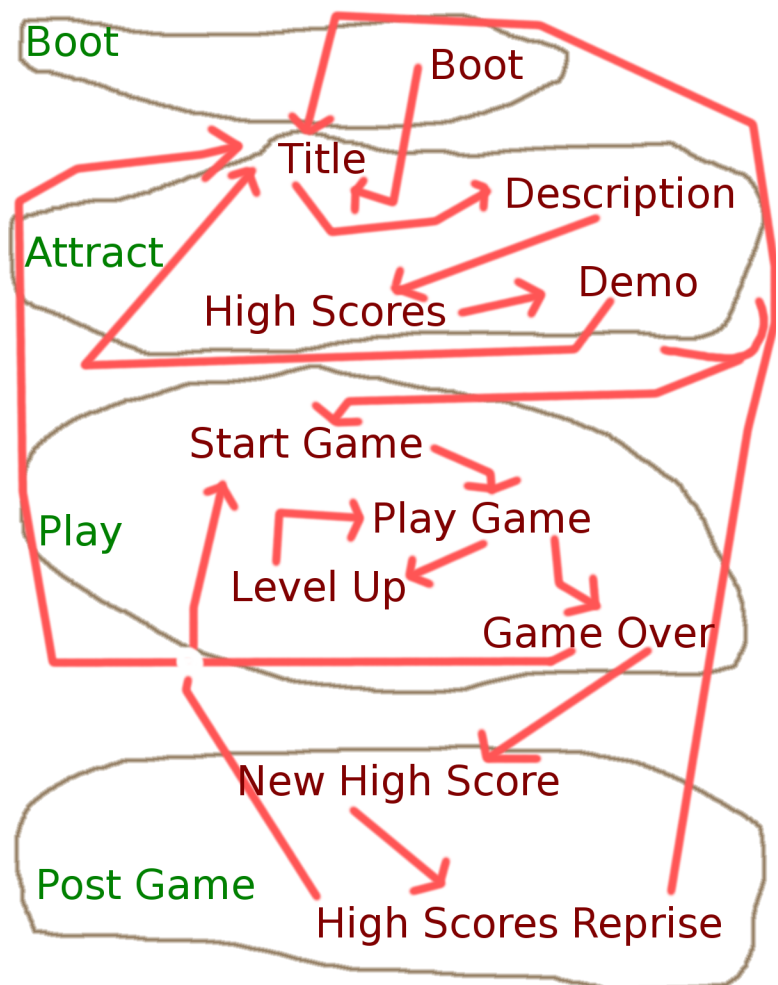 Boot
Boot
Title
Description
Attract
Demo
High Scores
Start Game
Play Game
Play
Level Up
Game Over
New High Score
Post Game
High Scores Reprise